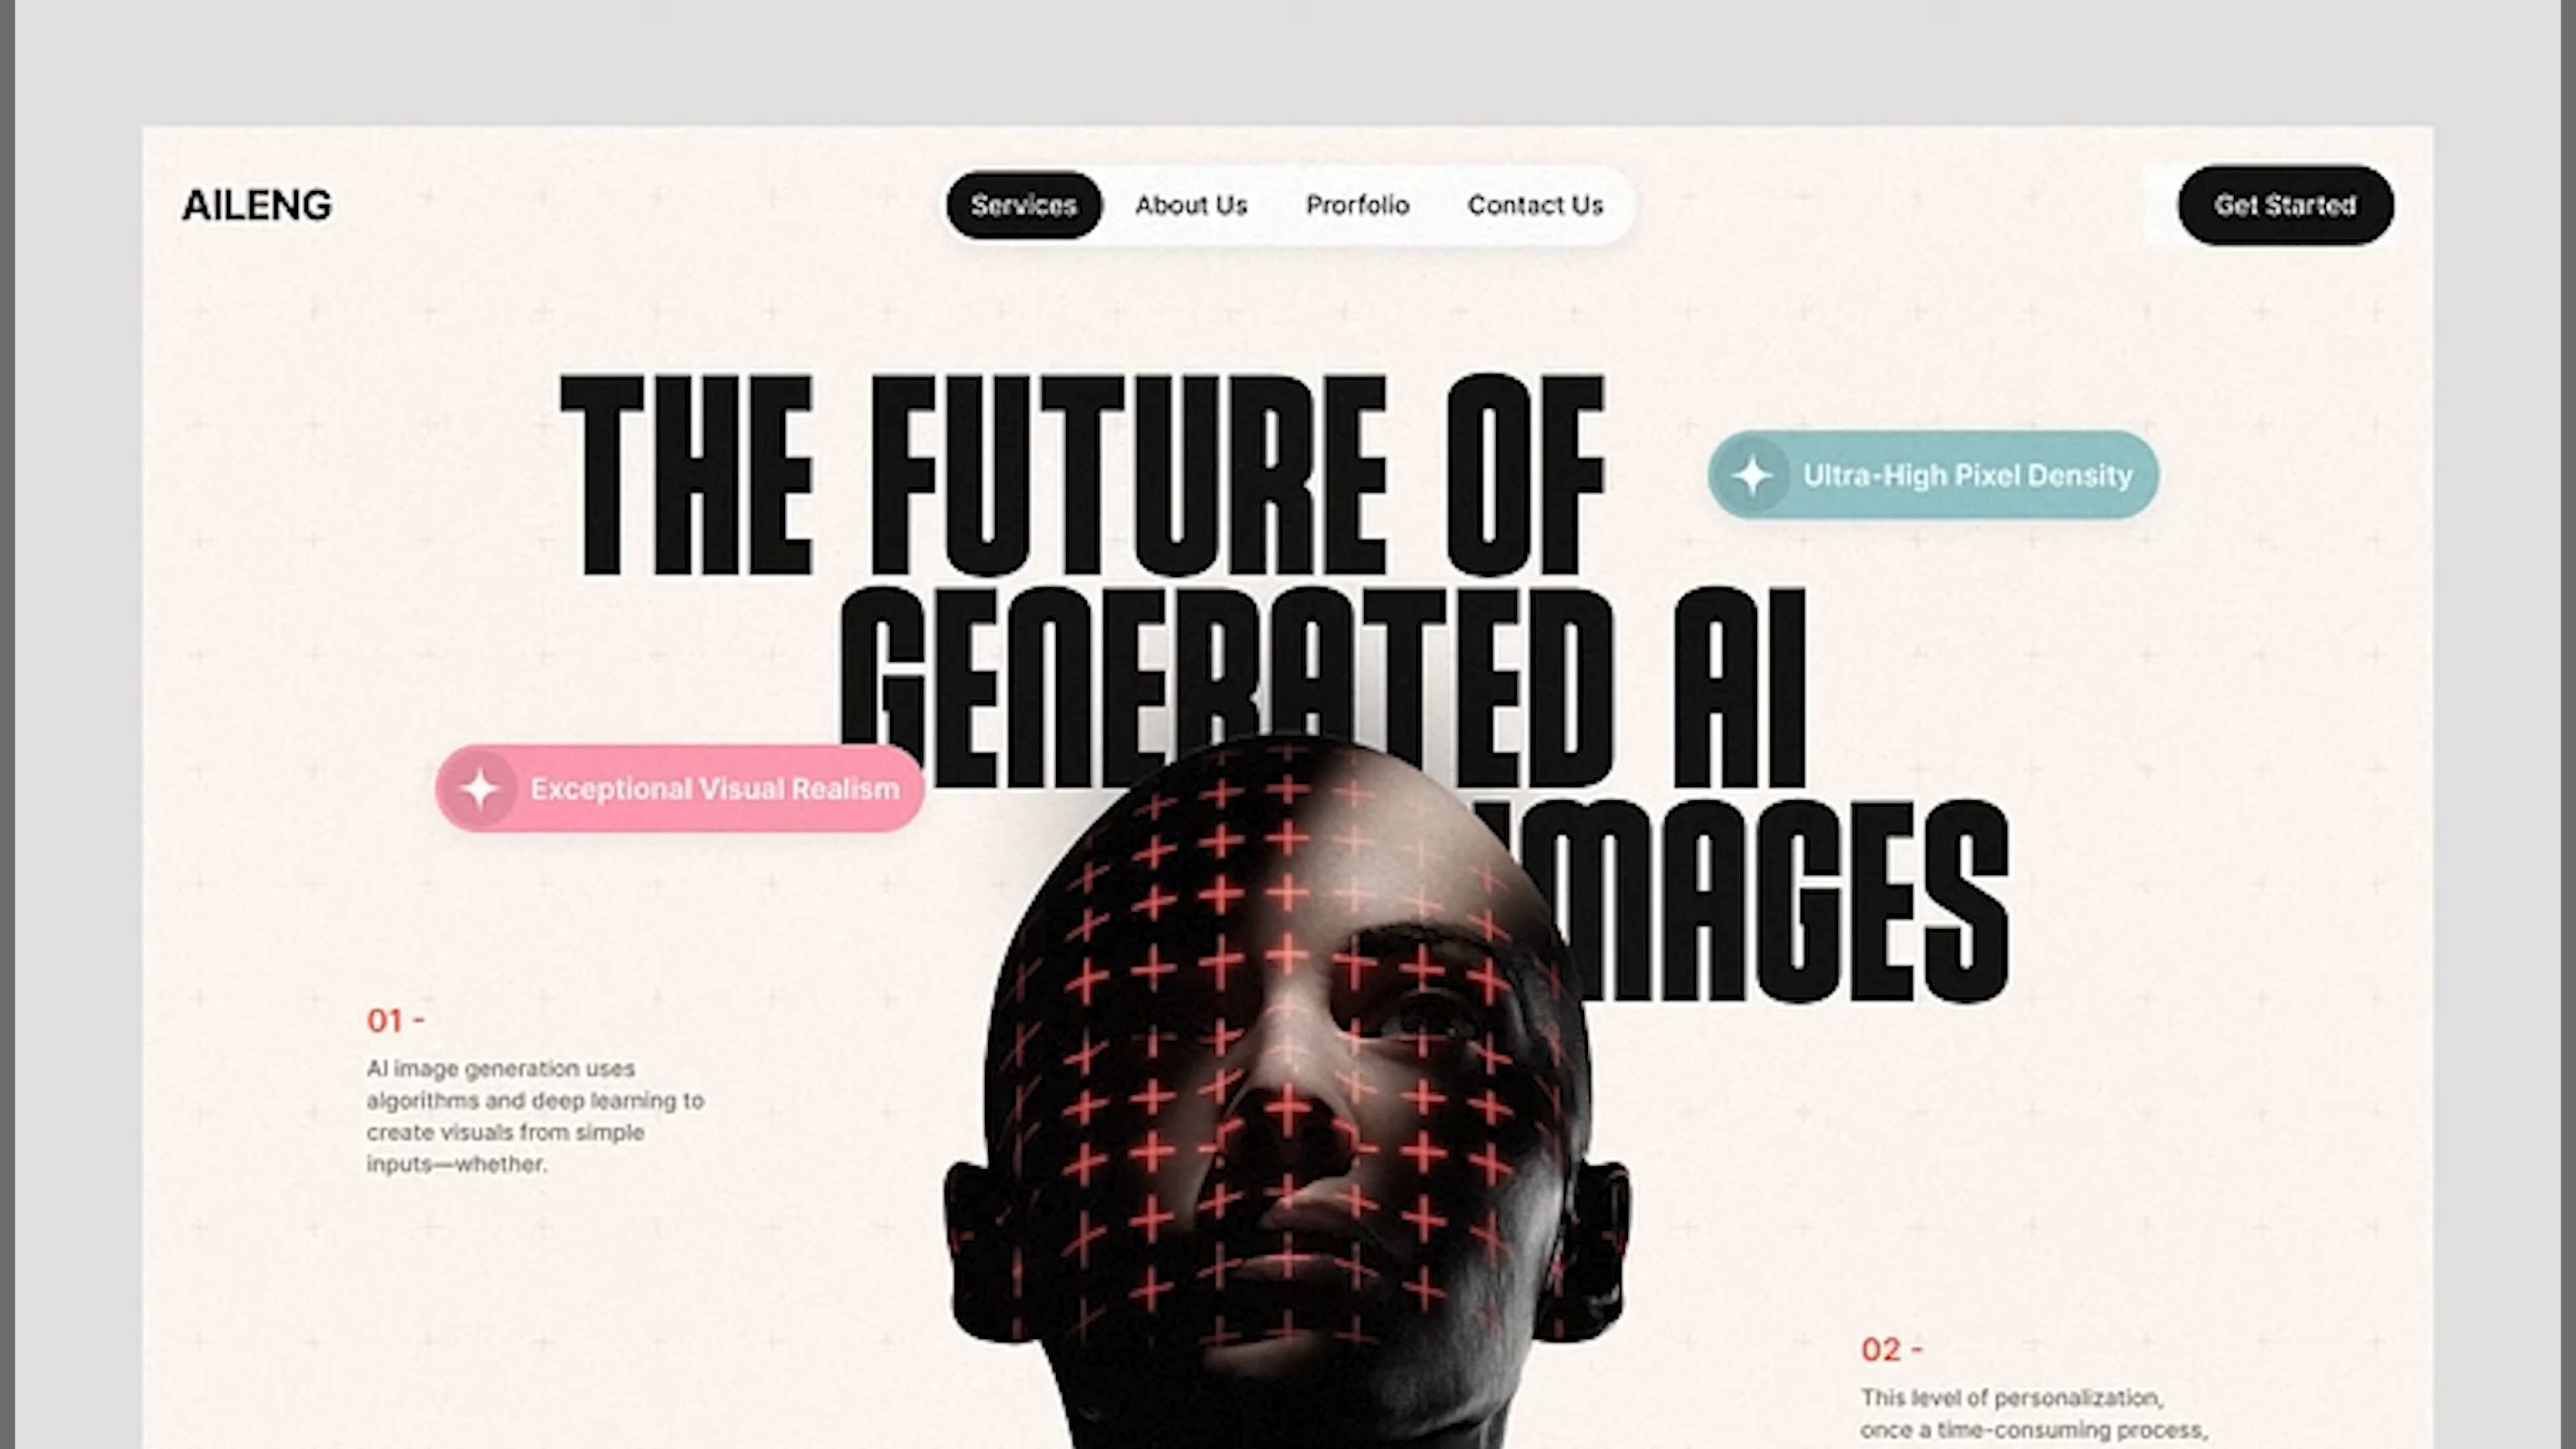 AILENG
Services
About Us
Prorfolio
Contact Us
Get Started
THE FUTURE OF
GENERATED AI
IMAGES
Ultra-High Pixel Density
Exceptional Visual Realism
01 -
AI image generation uses
algorithms and deep learning to
create visuals from simple
inputs—whether.
02 -
This level of personalization,
once a time-consuming process,